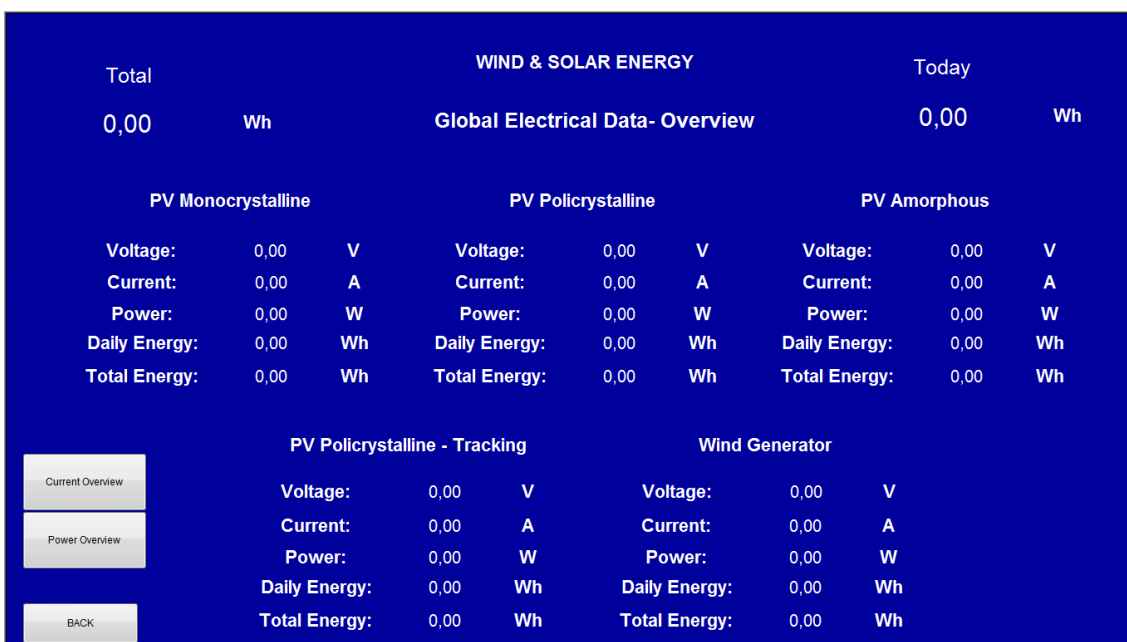 WIND & SOLAR ENERGY
Total Today
0,00 Wh Global Electrical Data- Overview 0,00 Wh
PV Monocrystalline PV Policrystalline PV Amorphous
Voltage: 0,00 V Voltage: 0,00 V Voltage: 0,00 V
Current: 0,00 A Current: 0,00 A Current: 0,00 A
Power: 0,00 W Power: 0,00 W Power: 0,00 W
Daily Energy: 0,00 Wh Daily Energy: 0,00 Wh Daily Energy: 0,00 Wh
Total Energy: 0,00 Wh Total Energy: 0,00 Wh Total Energy: 0,00 Wh
PV Policrystalline - Tracking Wind Generator
Current Overview Voltage: 0,00 V Voltage: 0,00 V
Current: 0,00 A Current: 0,00 A
Power Overview Power: 0,00 W Power: 0,00 W
Daily Energy: 0,00 Wh Daily Energy: 0,00 Wh
BACK Total Energy: 0,00 Wh Total Energy: 0,00 Wh